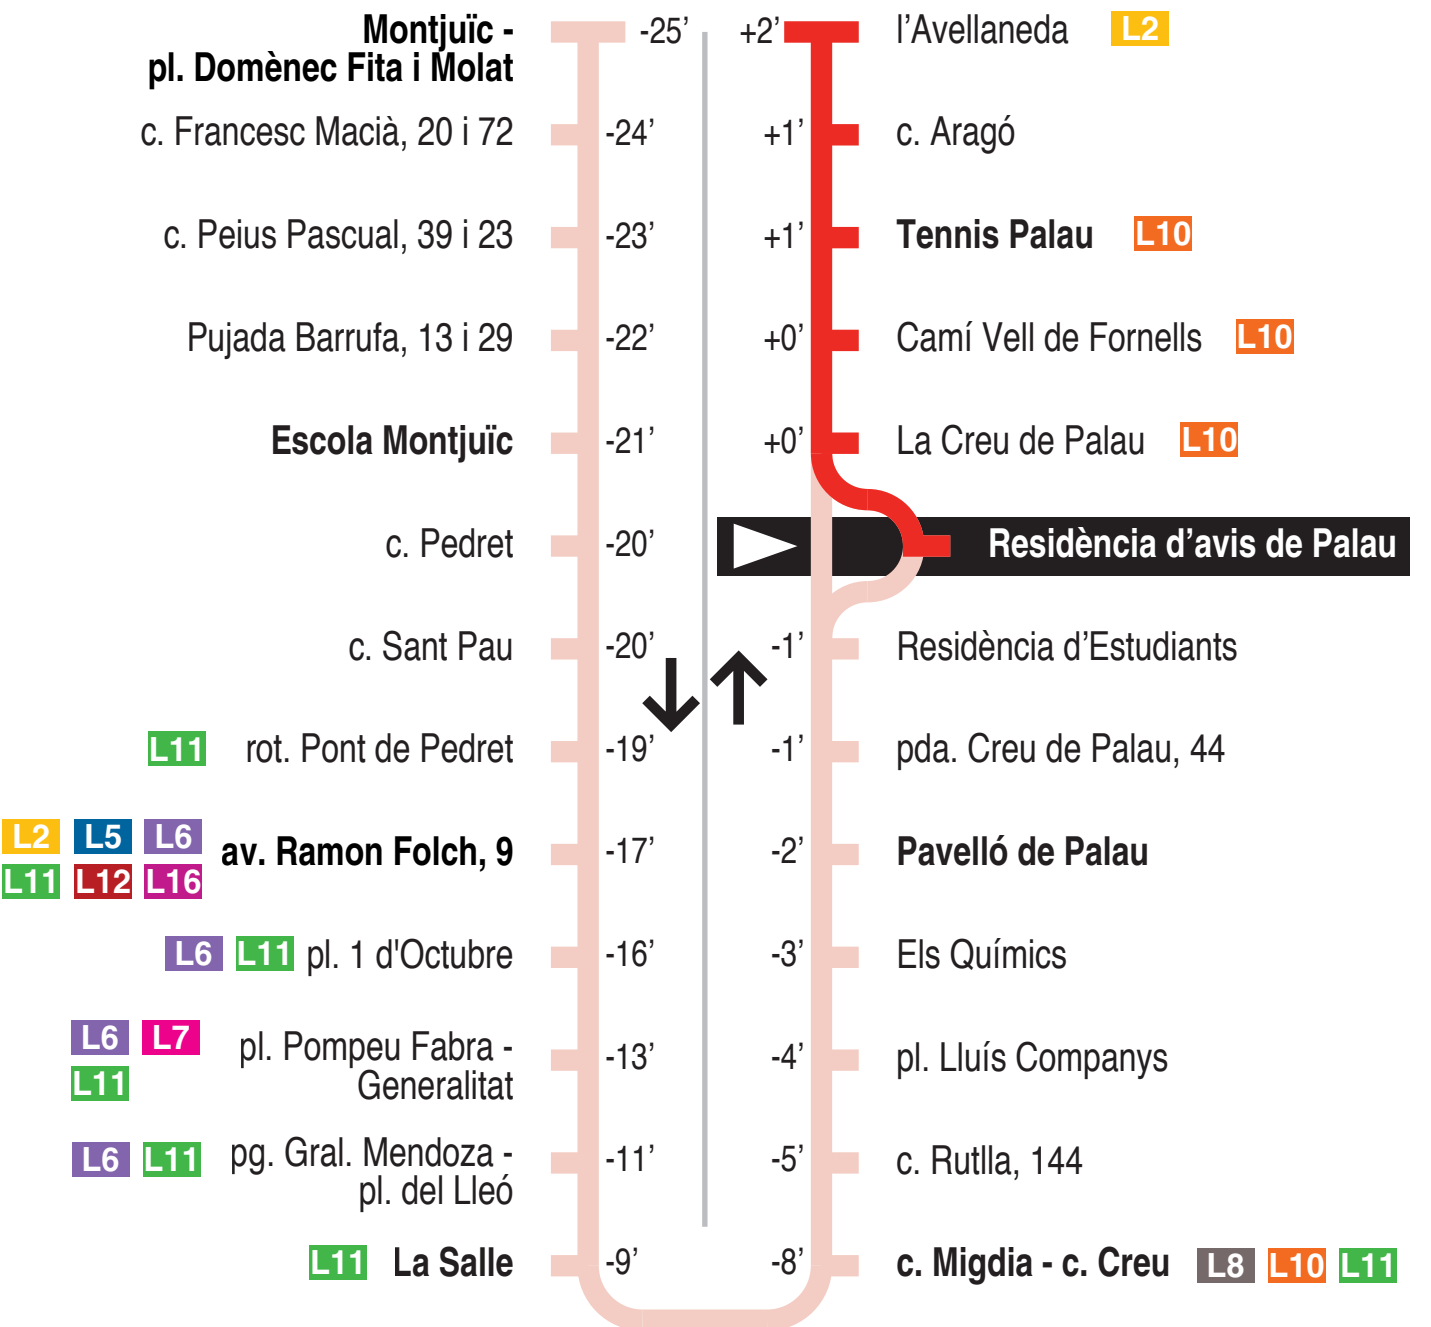 Montjuïc -
pl. Domènec Fita i Molat
-25’
c. Francesc Macià, 20 i 72
-24’
c. Peius Pascual, 39 i 23
-23’
Pujada Barrufa, 13 i 29
-22’
Escola Montjuïc
-21’
c. Pedret
-20’
c. Sant Pau
-20’
L11 rot. Pont de Pedret
-19’
L2 L5 L6
L11 L12 L16
av. Ramon Folch, 9
-17’
L6 L11 pl. 1 d'Octubre
-16’
L6 L7
L11
pl. Pompeu Fabra -
Generalitat
-13’
L6 L11
pg. Gral. Mendoza -
pl. del Lleó
-11’
L11 La Salle
-9’
+2’ l’Avellaneda L2
+1’ c. Aragó
+1’ Tennis Palau L10
+0’ Camí Vell de Fornells L10
+0’ La Creu de Palau L10
Residència d’avis de Palau
-1’ Residència d’Estudiants
-1’ pda. Creu de Palau, 44
-2’ Pavelló de Palau
-3’ Els Químics
-4’ pl. Lluís Companys
-5’ c. Rutlla, 144
-8’ c. Migdia - c. Creu L8 L10 L11